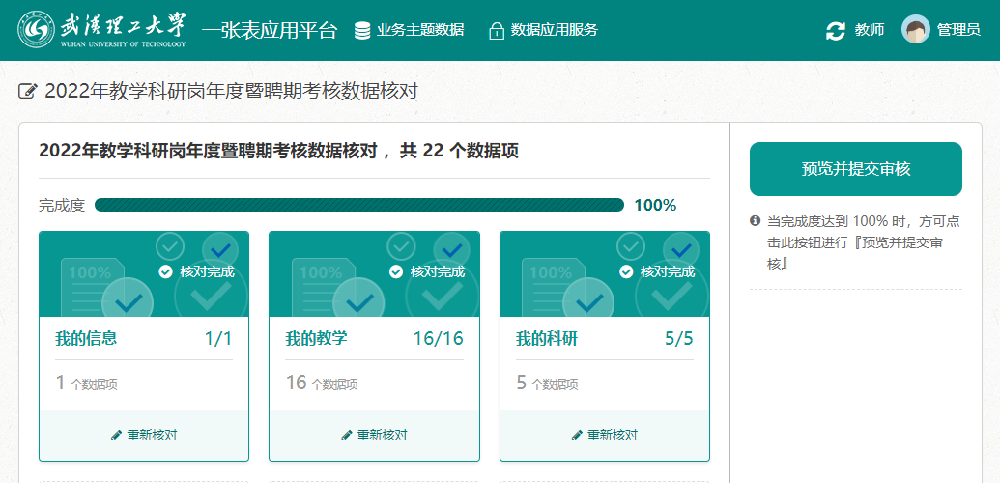 武汉理工大学 一张表应用平台 业务主题数据 数据应用服务 教师 管理员
WUHAN UNIVERSITY OF TECHNOLOGY
2022年教学科研岗年度暨聘期考核数据核对
2022年教学科研岗年度暨聘期考核数据核对， 共 22 个数据项
完成度 100%
预览并提交审核
当完成度达到 100% 时，方可点
击此按钮进行『预览并提交审
核』
100% 核对完成
我的信息 1/1
1 个数据项
重新核对
100% 核对完成
我的教学 16/16
16 个数据项
重新核对
100% 核对完成
我的科研 5/5
5 个数据项
重新核对